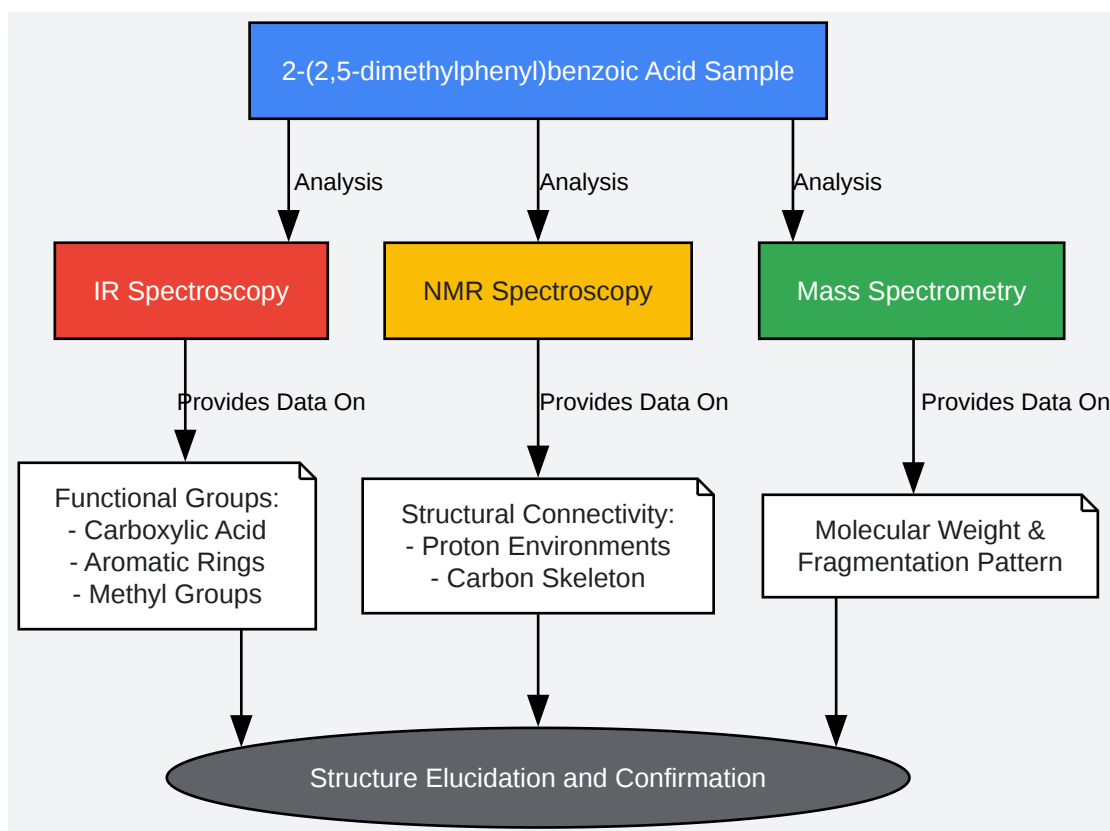 2-(2,5-dimethylphenyl)benzoic Acid Sample
Analysis
Analysis
Analysis
IR Spectroscopy
NMR Spectroscopy
Mass Spectrometry
Provides Data On
Provides Data On
Provides Data On
Functional Groups:
- Carboxylic Acid
- Aromatic Rings
- Methyl Groups
Structural Connectivity:
- Proton Environments
- Carbon Skeleton
Molecular Weight &
Fragmentation Pattern
Structure Elucidation and Confirmation